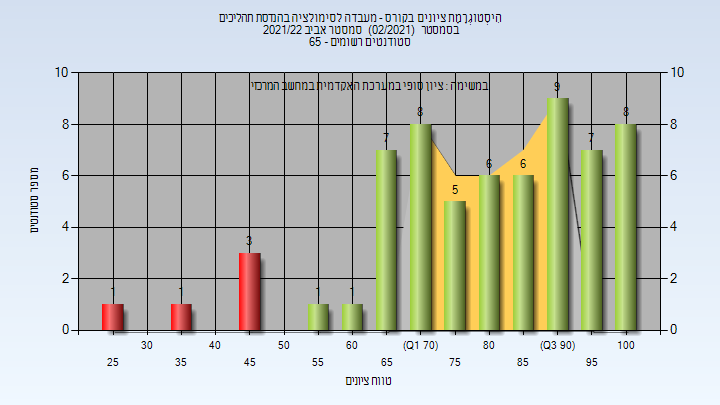 היסטוגרמת ציונים בקורס - מעבדה לסימולציה בהנדסת תהליכים
בסמסטר (02/2021) סמסטר אביב 2021/22
סטודנטים רשומים - 65
במשימה : ציון סופי במערכת האקדמית במחשב המרכזי
מספר סטודנטים
10 8 6 4 2 0
10 8 6 4 2 0
1 1 3 1 1 7 8 5 6 6 9 7 8
30 40 50 60 (Q1 70) 80 (Q3 90) 100
25 35 45 55 65 75 85 95
טווח ציונים